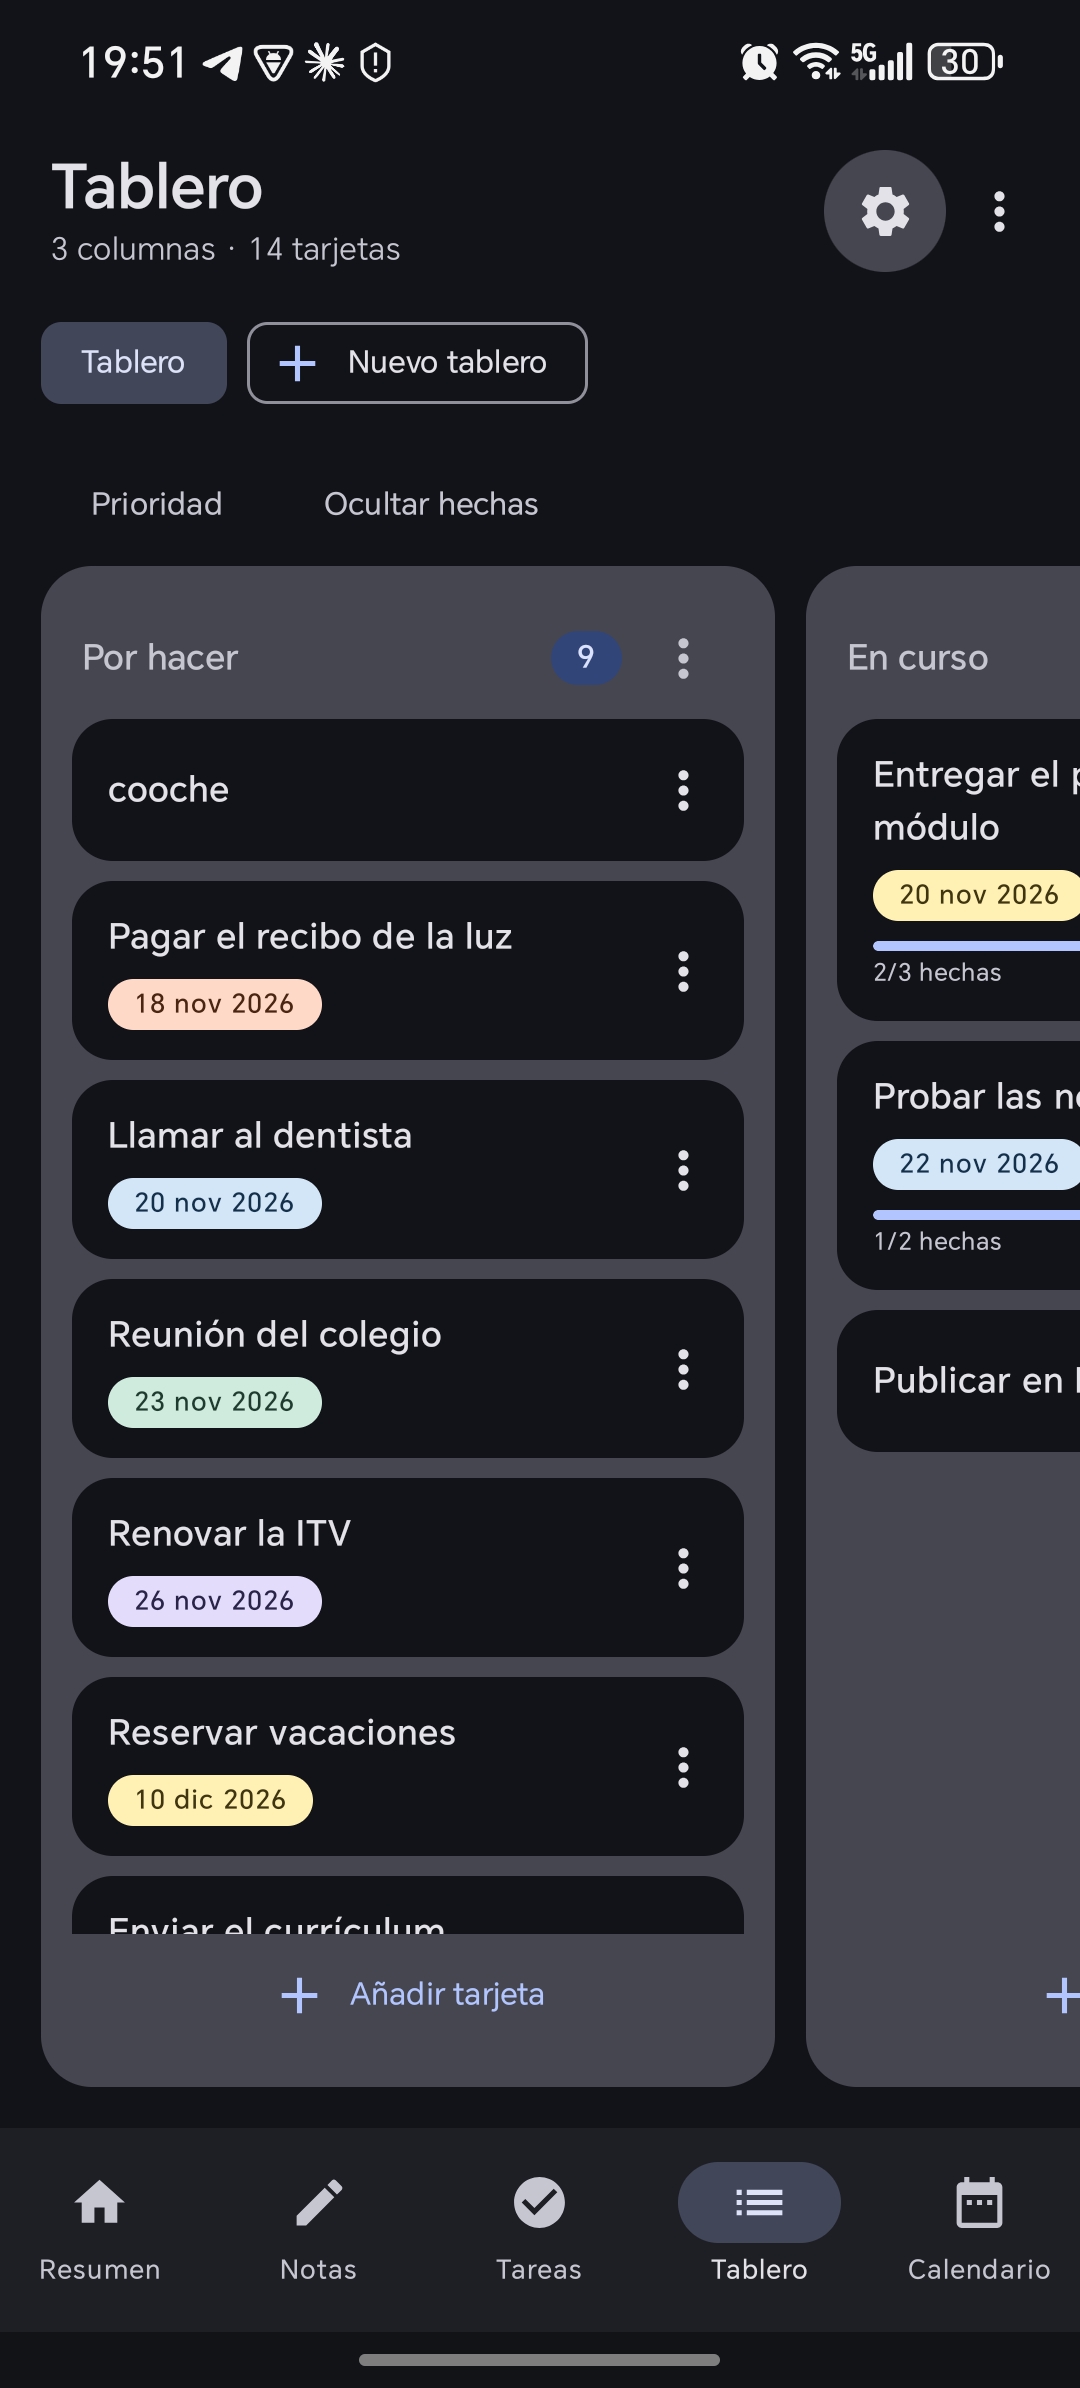 19:51
5G
30
Tablero
3 columnas · 14 tarjetas
Tablero
Nuevo tablero
Prioridad
Ocultar hechas
Por hacer
9
cooche
Pagar el recibo de la luz
18 nov 2026
Llamar al dentista
20 nov 2026
Reunión del colegio
23 nov 2026
Renovar la ITV
26 nov 2026
Reservar vacaciones
10 dic 2026
Enviar el currículum
Añadir tarjeta
En curso
Entregar el
módulo
20 nov 2026
2/3 hechas
Probar las
22 nov 2026
1/2 hechas
Publicar en
Resumen
Notas
Tareas
Tablero
Calendario